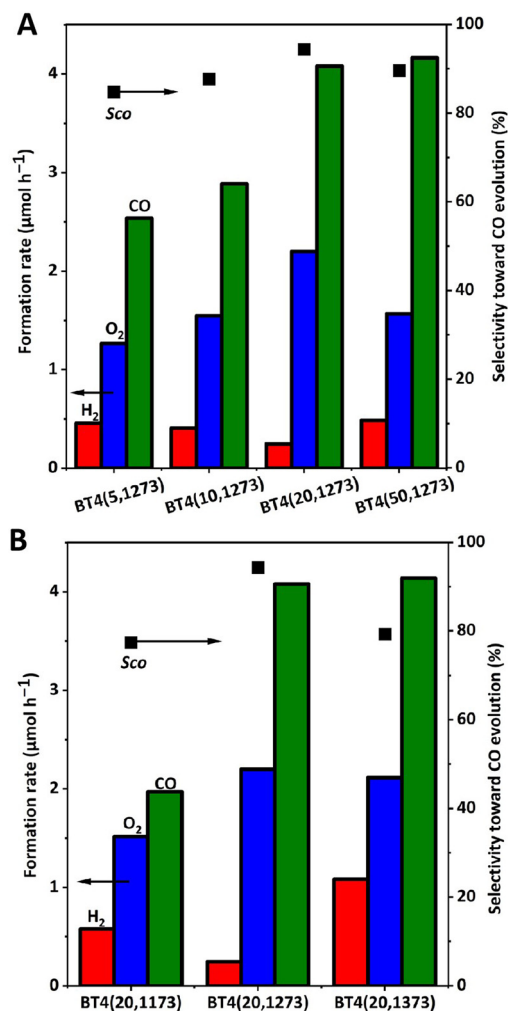 A
Formation rate (μmol h⁻¹)
4
3
2
1
0
Sco
CO
O₂
H₂
100
80
60
40
20
0
Selectivity toward CO evolution (%)
BT4(5,1273)
BT4(10,1273)
BT4(20,1273)
BT4(50,1273)
B
Formation rate (μmol h⁻¹)
4
3
2
1
0
Sco
CO
O₂
H₂
100
80
60
40
20
0
Selectivity toward CO evolution (%)
BT4(20,1173)
BT4(20,1273)
BT4(20,1373)